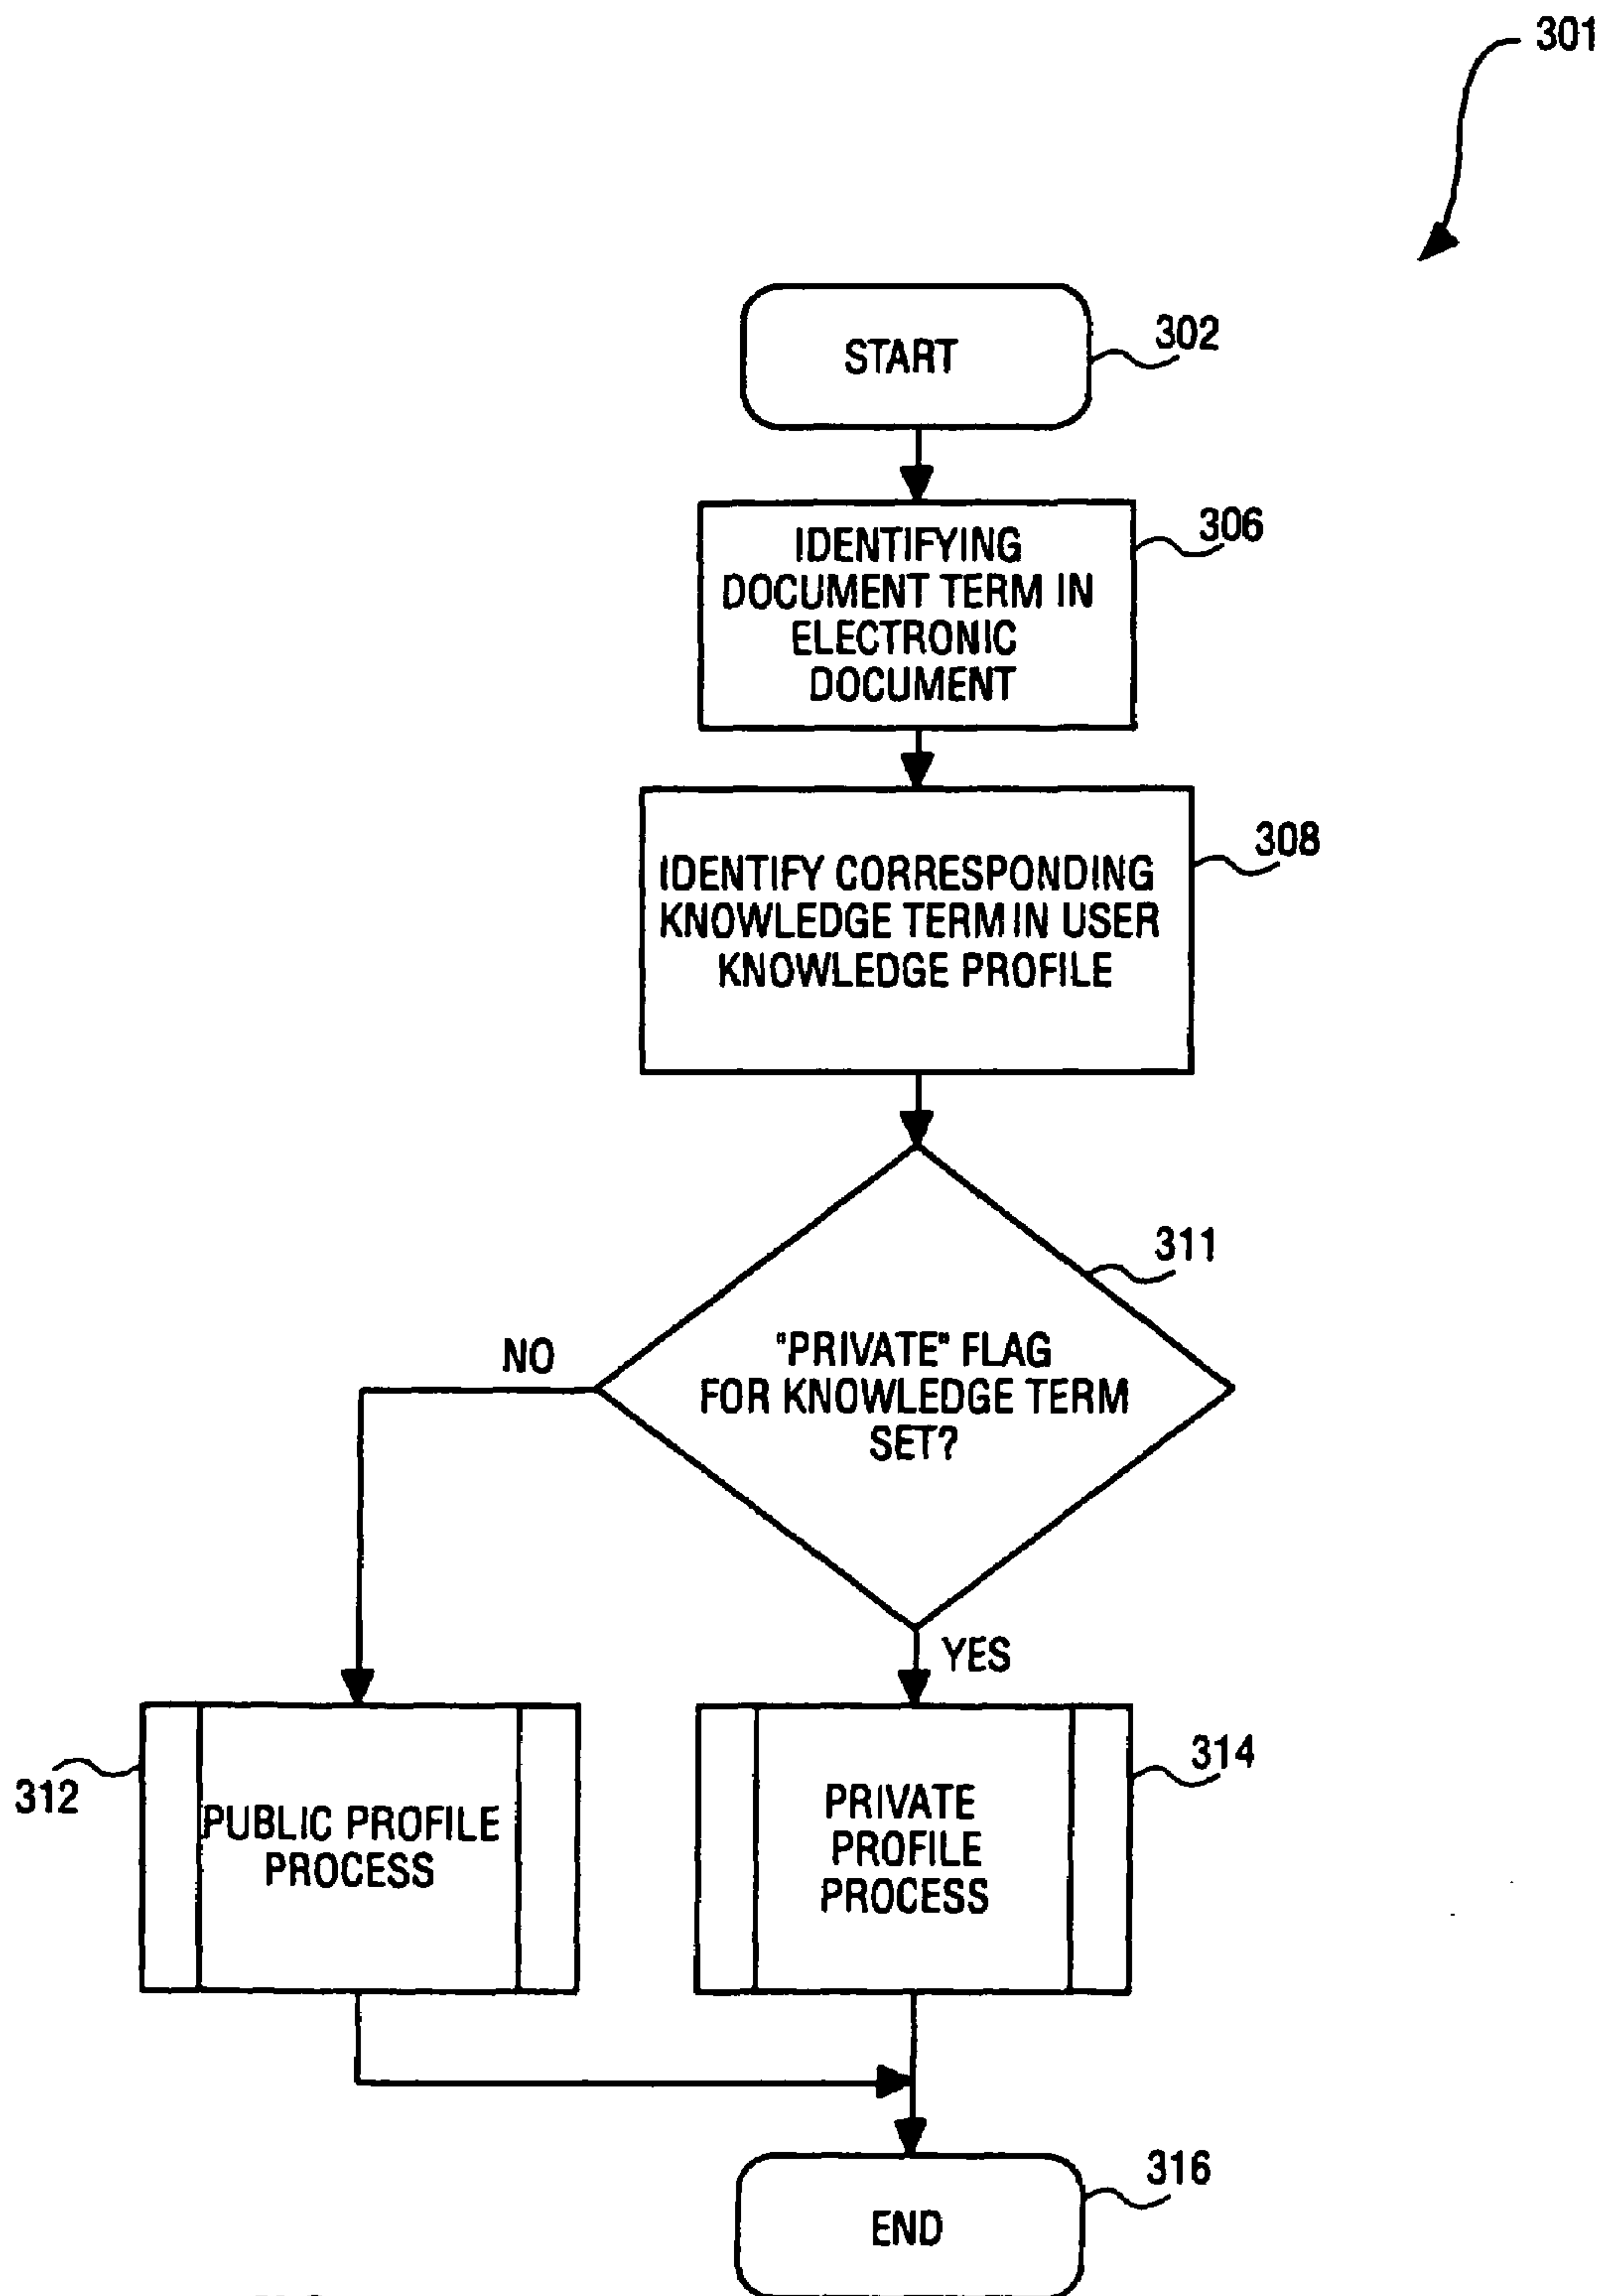 301
START
302
IDENTIFYING
DOCUMENT TERM IN
ELECTRONIC
DOCUMENT
306
IDENTIFY CORRESPONDING
KNOWLEDGE TERM IN USER
KNOWLEDGE PROFILE
308
311
"PRIVATE" FLAG
FOR KNOWLEDGE TERM
SET?
NO
YES
312
PUBLIC PROFILE
PROCESS
PRIVATE
PROFILE
PROCESS
314
END
316